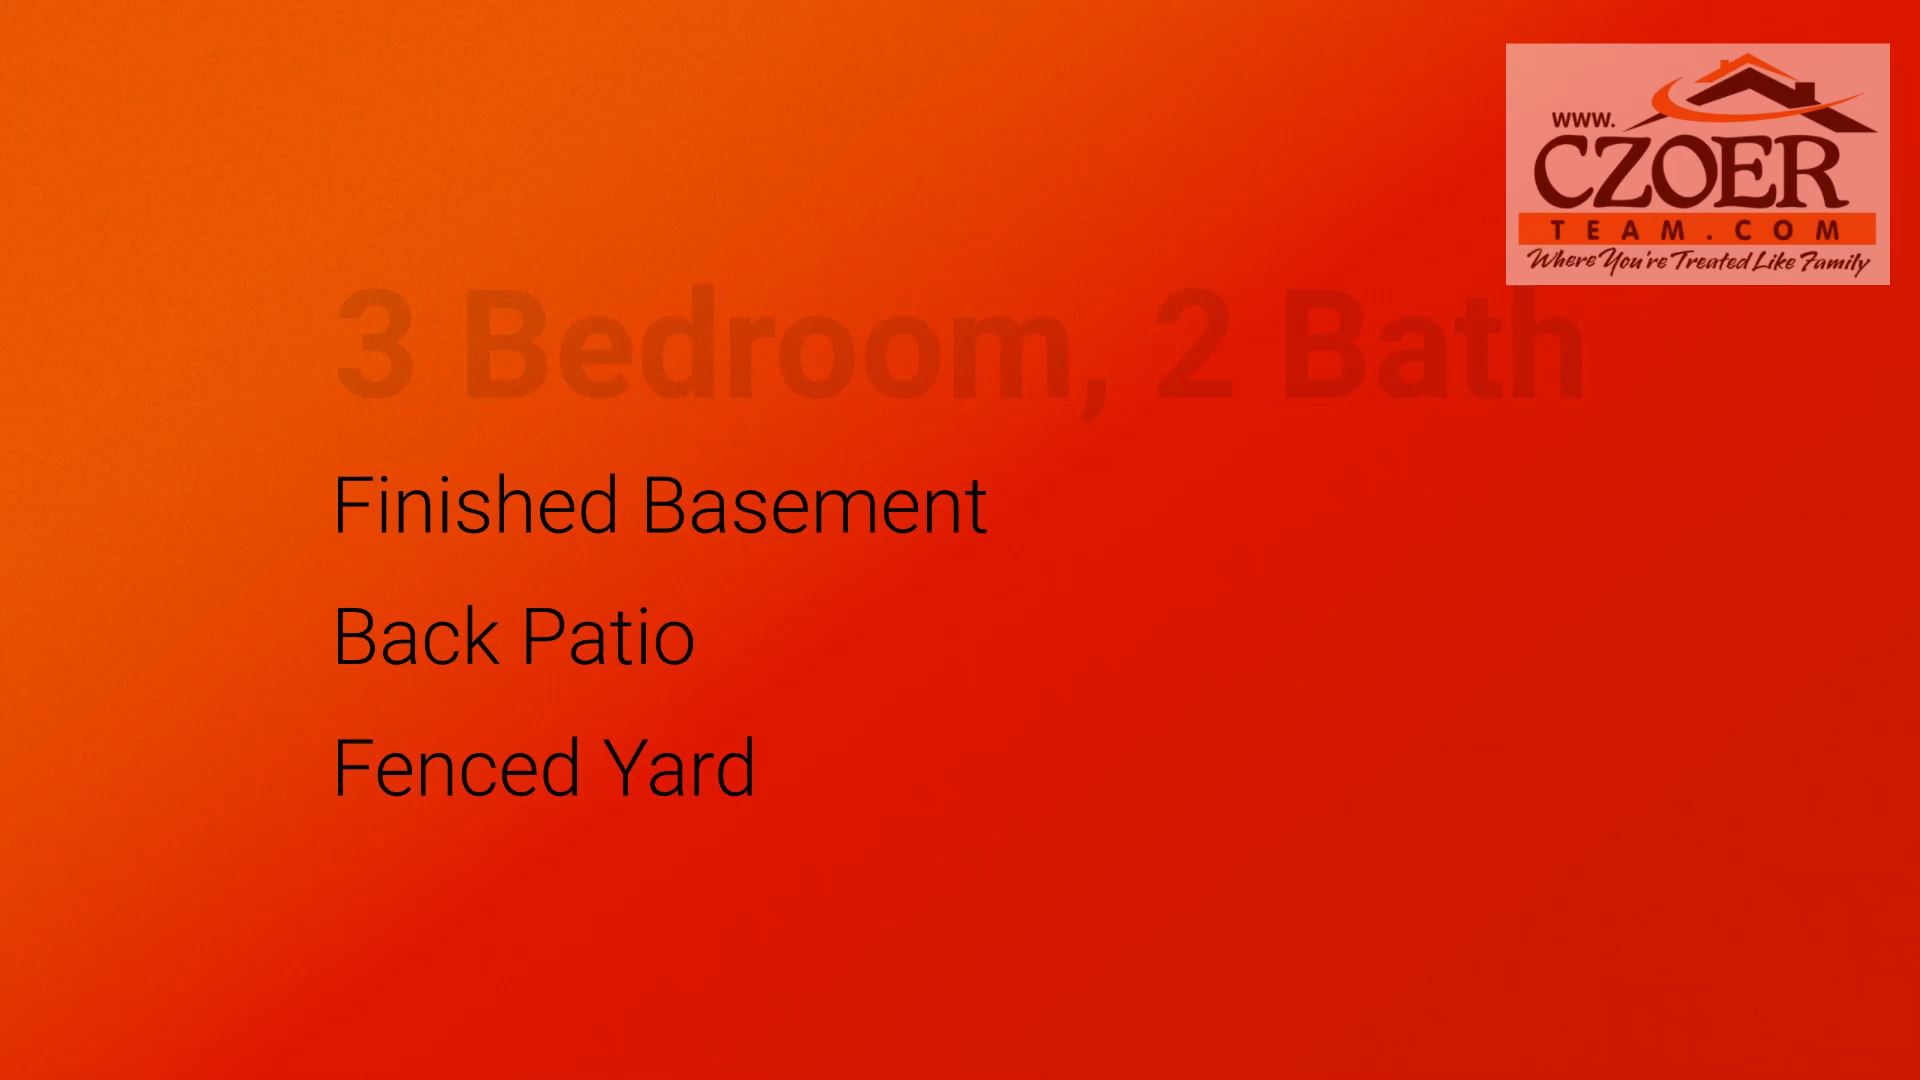 www.
CZOER
TEAM.COM
Where You're Treated Like Family
3 Bedroom, 2 Bath
Finished Basement
Back Patio
Fenced Yard